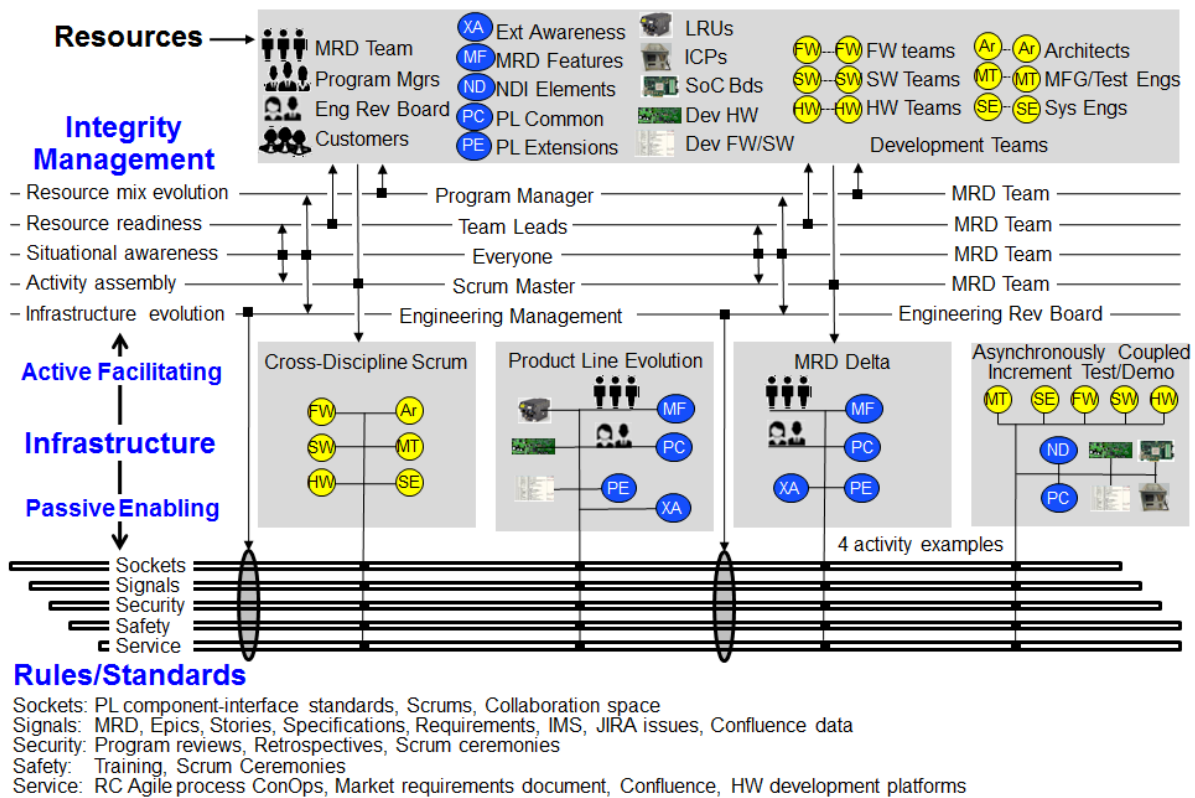 Resources
MRD Team
Program Mgrs
Eng Rev Board
Customers
XA Ext Awareness
MF MRD Features
ND NDI Elements
PC PL Common
PE PL Extensions
LRUs
ICPs
SoC Bds
Dev HW
Dev FW/SW
FW FW FW teams
SW SW SW Teams
HW HW HW Teams
Ar Ar Architects
MT MT MFG/Test Engs
SE SE Sys Engs
Development Teams
Integrity
Management
Resource mix evolution Program Manager MRD Team
Resource readiness Team Leads MRD Team
Situational awareness Everyone MRD Team
Activity assembly Scrum Master MRD Team
Infrastructure evolution Engineering Management Engineering Rev Board
Active Facilitating
Infrastructure
Passive Enabling
Cross-Discipline Scrum
FW Ar
SW MT
HW SE
Product Line Evolution
MF
PC
PE
XA
MRD Delta
MF
PC
XA PE
Asynchronously Coupled
Increment Test/Demo
MT SE FW SW HW
ND
PC
4 activity examples
Sockets
Signals
Security
Safety
Service
Rules/Standards
Sockets: PL component-interface standards, Scrums, Collaboration space
Signals: MRD, Epics, Stories, Specifications, Requirements, IMS, JIRA issues, Confluence data
Security: Program reviews, Retrospectives, Scrum ceremonies
Safety: Training, Scrum Ceremonies
Service: RC Agile process ConOps, Market requirements document, Confluence, HW development platforms